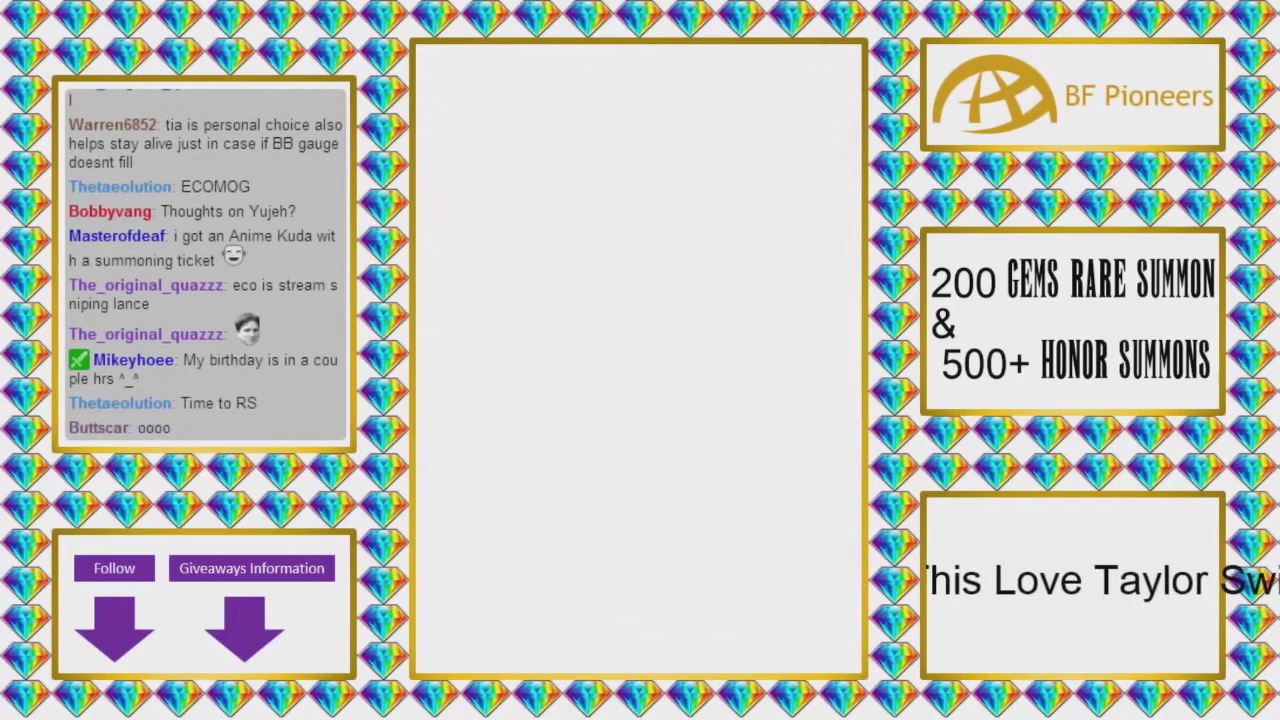 l
Warren6852: tia is personal choice also
helps stay alive just in case if BB gauge
doesnt fill
Thetaeolution: ECOMOG
Bobbyvang: Thoughts on Yujeh?
Masterofdeaf: i got an Anime Kuda wit
h a summoning ticket
The_original_quazzz: eco is stream s
niping lance
The_original_quazzz:
Mikeyhoee: My birthday is in a cou
ple hrs ^_^
Thetaeolution: Time to RS
Buttscar: oooo
Follow
Giveaways Information
BF Pioneers
200 GEMS RARE SUMMON
&
500+ HONOR SUMMONS
This Love Taylor Swi